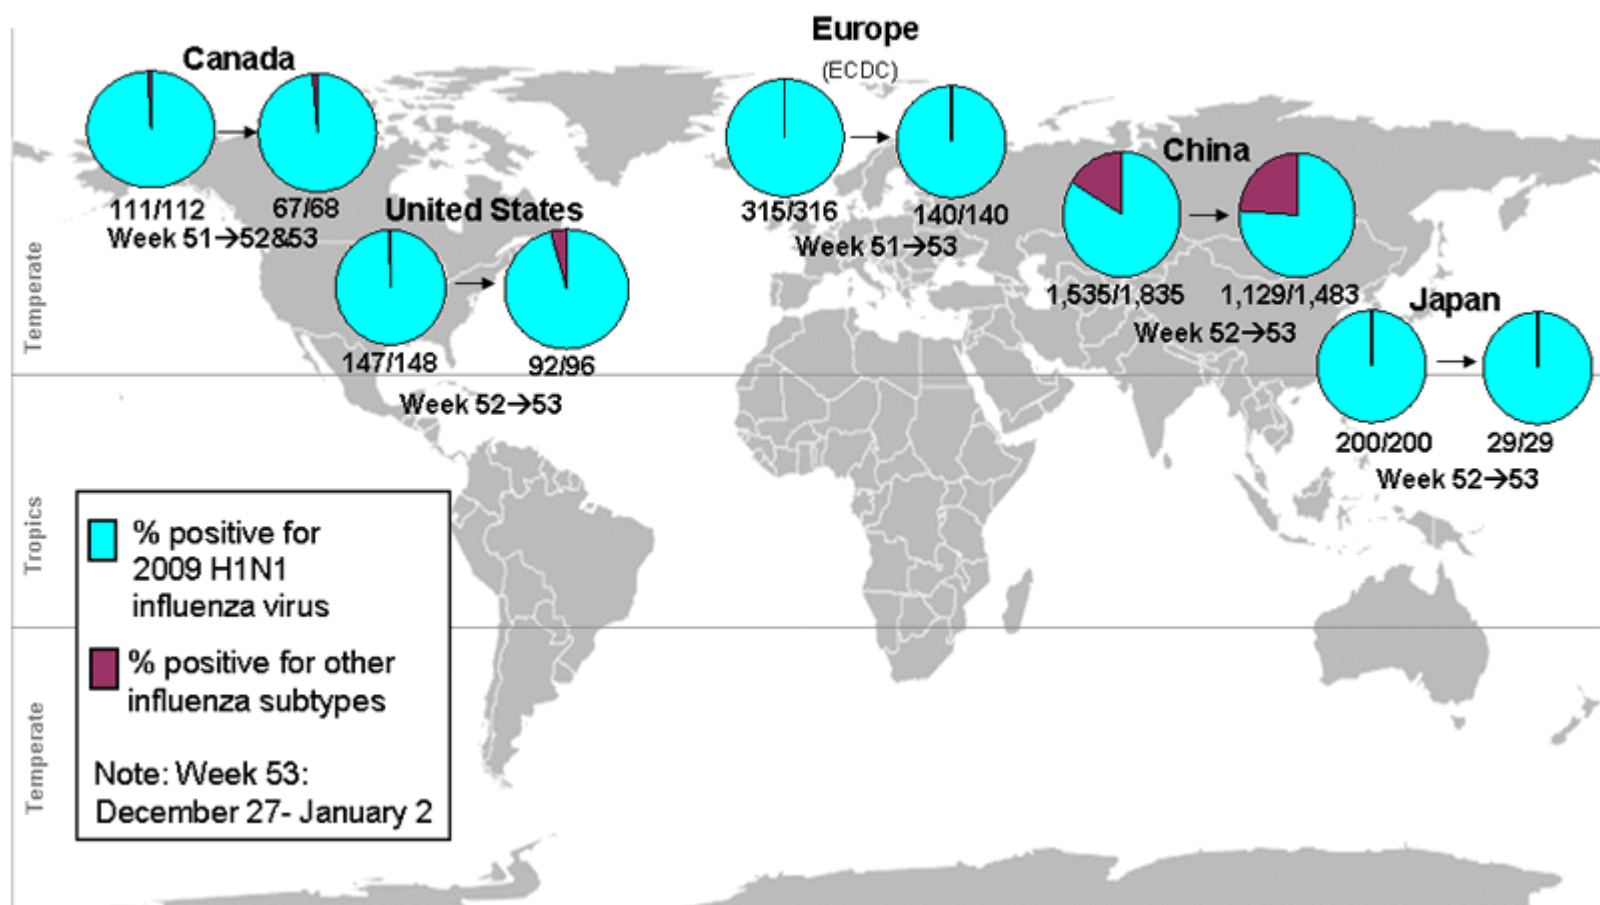 Canada
111/112
67/68
Week 51→52&53
United States
147/148
92/96
Week 52→53
Europe
(ECDC)
315/316
140/140
Week 51→53
China
1,535/1,835
1,129/1,483
Week 52→53
Japan
200/200
29/29
Week 52→53
Temperate
Tropics
Temperate
% positive for
2009 H1N1
influenza virus
% positive for other
influenza subtypes
Note: Week 53:
December 27- January 2